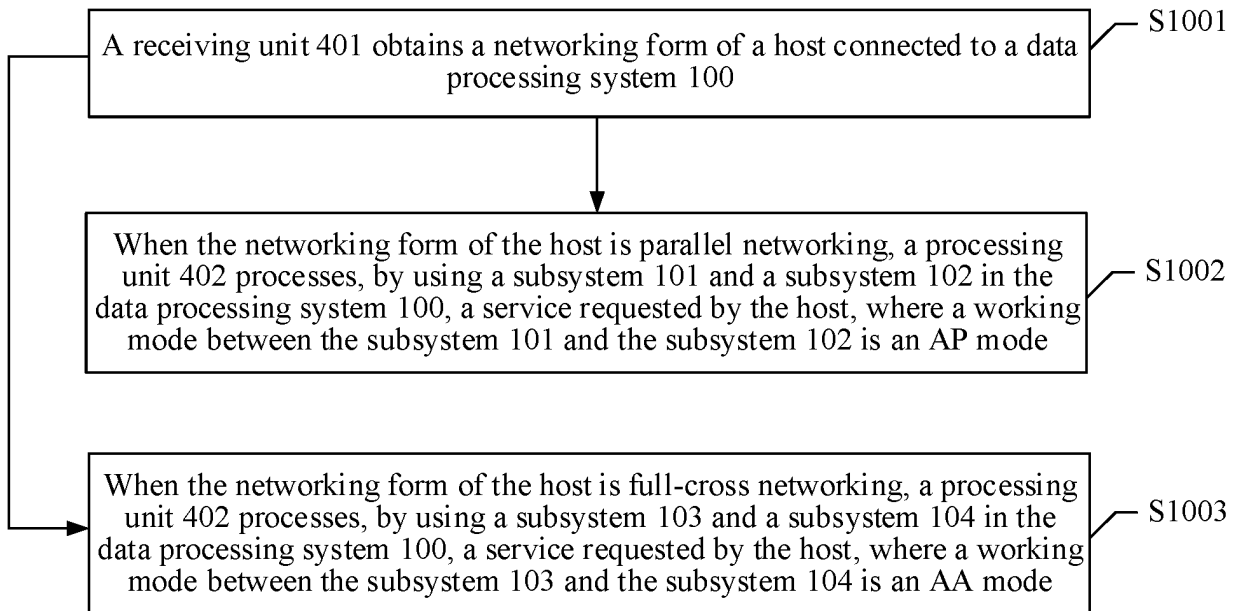 A receiving unit 401 obtains a networking form of a host connected to a data
processing system 100
S1001
When the networking form of the host is parallel networking, a processing
unit 402 processes, by using a subsystem 101 and a subsystem 102 in the
data processing system 100, a service requested by the host, where a working
mode between the subsystem 101 and the subsystem 102 is an AP mode
S1002
When the networking form of the host is full-cross networking, a processing
unit 402 processes, by using a subsystem 103 and a subsystem 104 in the
data processing system 100, a service requested by the host, where a working
mode between the subsystem 103 and the subsystem 104 is an AA mode
S1003